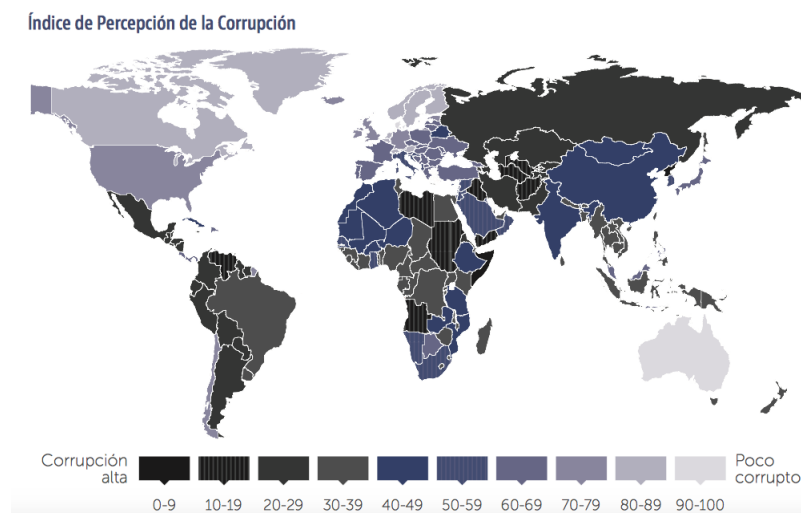 Índice de Percepción de la Corrupción
Corrupción
alta
Poco
corrupto
0-9 10-19 20-29 30-39 40-49 50-59 60-69 70-79 80-89 90-100